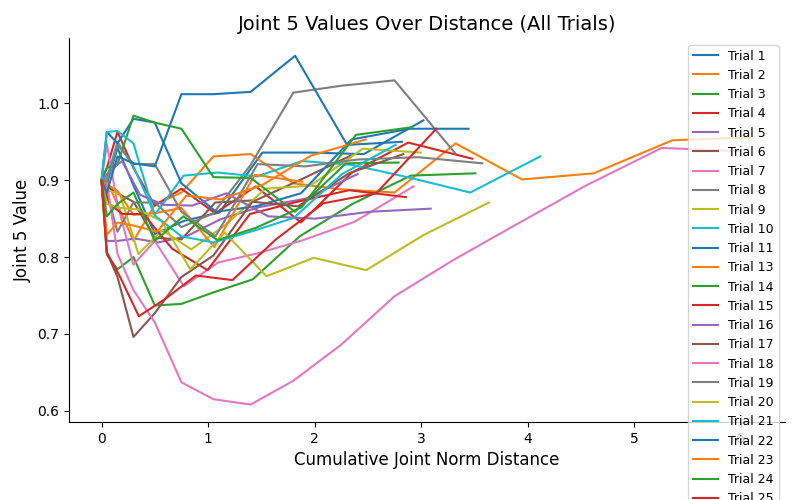 Joint 5 Values Over Distance (All Trials)
Joint 5 Value
1.0
0.9
0.8
0.7
0.6
0
1
2
3
4
5
Cumulative Joint Norm Distance
Trial 1
Trial 2
Trial 3
Trial 4
Trial 5
Trial 6
Trial 7
Trial 8
Trial 9
Trial 10
Trial 11
Trial 13
Trial 14
Trial 15
Trial 16
Trial 17
Trial 18
Trial 19
Trial 20
Trial 21
Trial 22
Trial 23
Trial 24
Trial 25